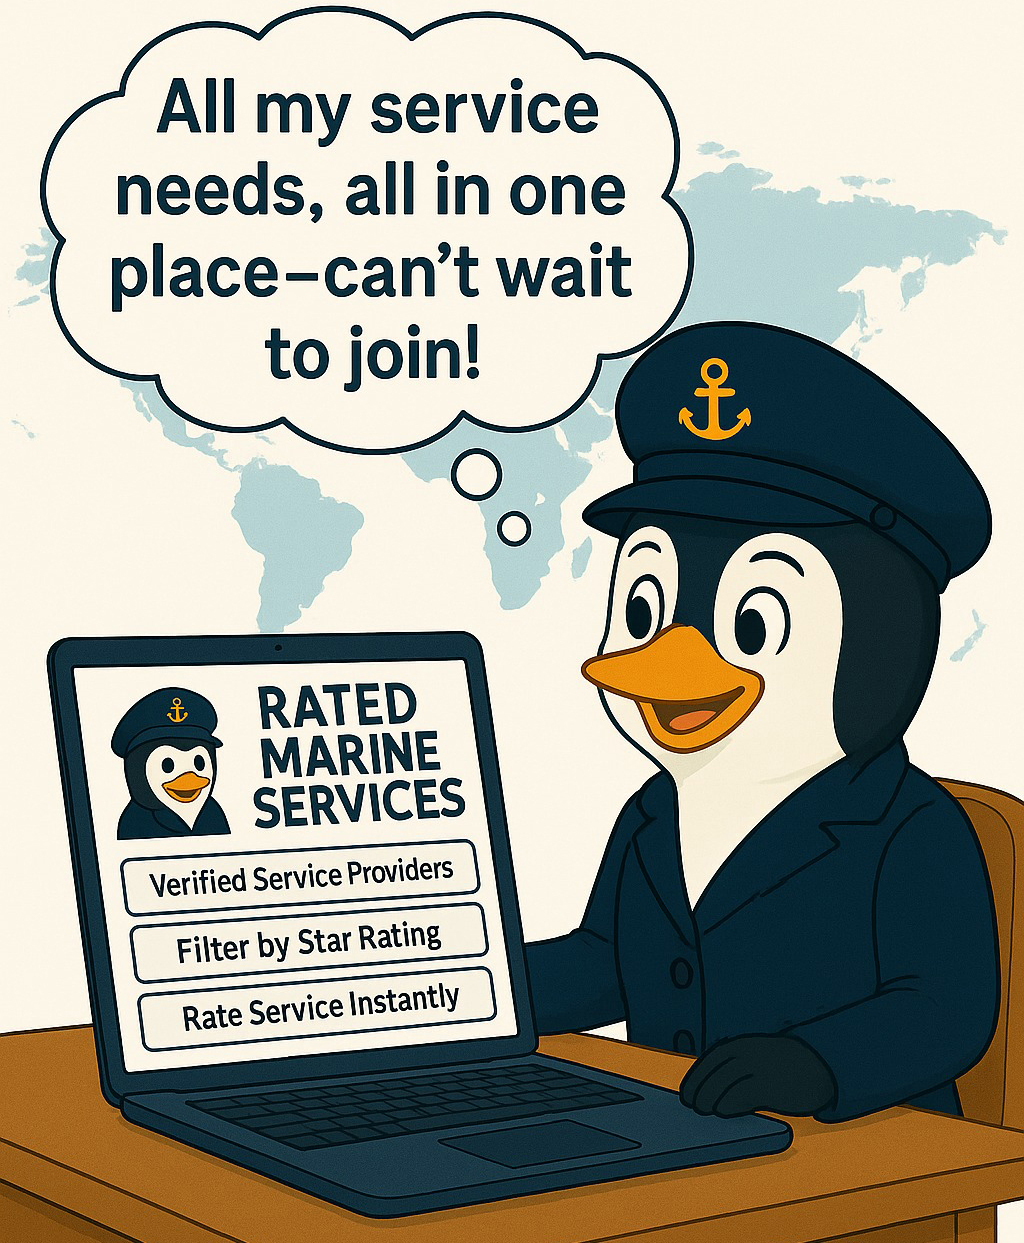 All my service
needs, all in one
place–can't wait
to join!
RATED
MARINE
SERVICES
Verified Service Providers
Filter by Star Rating
Rate Service Instantly